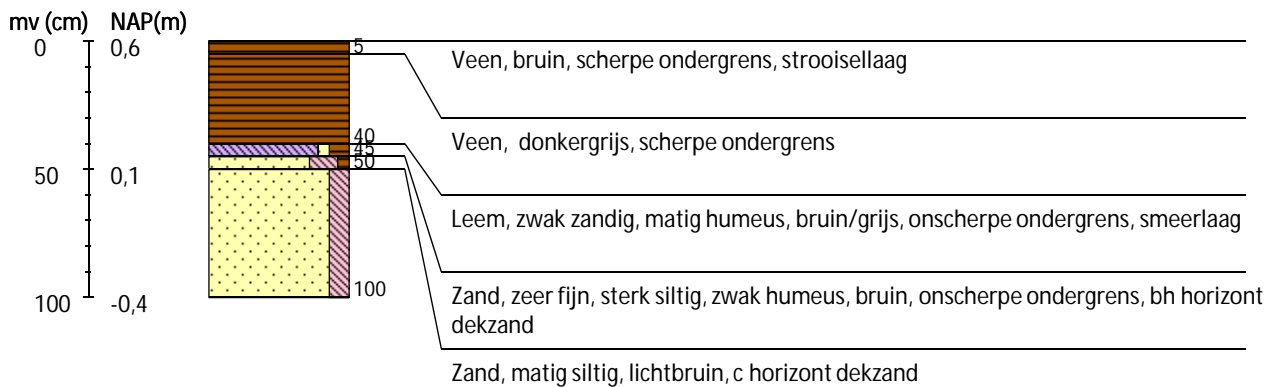 mv (cm) NAP(m)
0 0,6 5
Veen, bruin, scherpe ondergrens, strooisellaag
40
Veen, donkergrijs, scherpe ondergrens
45
50
50 0,1
Leem, zwak zandig, matig humeus, bruin/grijs, onscherpe ondergrens, smeerlaag
100
100 -0,4
Zand, zeer fijn, sterk siltig, zwak humeus, bruin, onscherpe ondergrens, bh horizont
dekzand
Zand, matig siltig, lichtbruin, c horizont dekzand